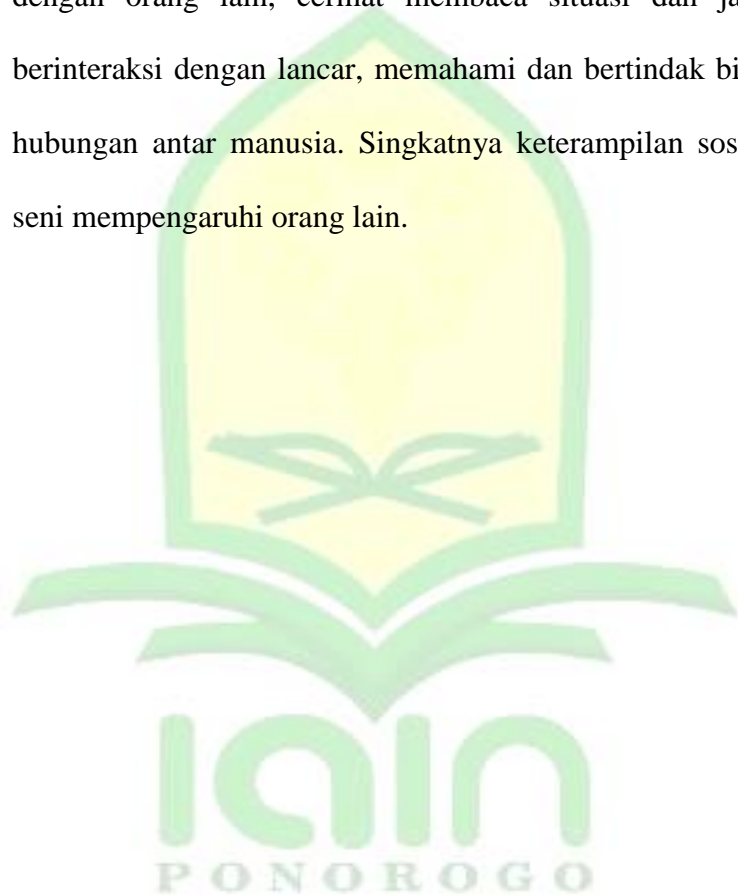 dengan orang lain, cermat membaca situasi dan
berinteraksi dengan lancar, memahami dan bertindak
hubungan antar manusia. Singkatnya keterampilan
seni mempengaruhi orang lain.
iain
PONOROGO